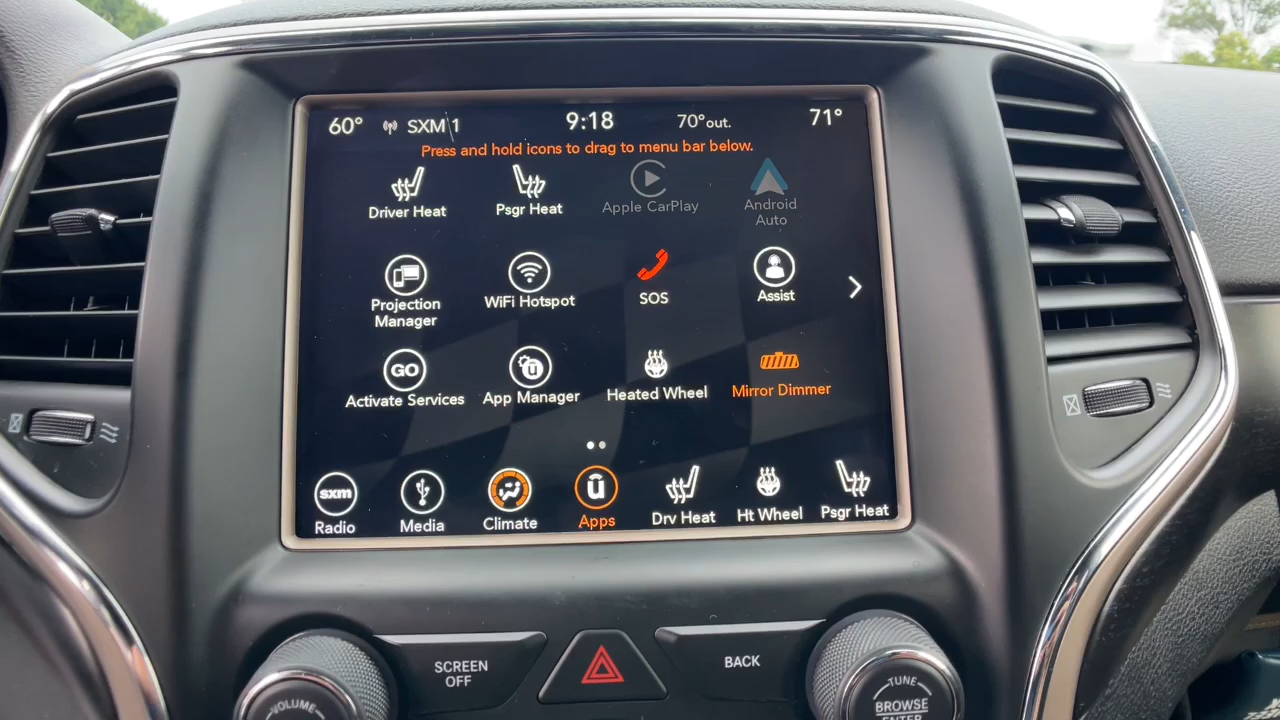 60° SXM 1 9:18 70°out. 71°
Press and hold icons to drag to menu bar below.
Driver Heat Psgr Heat Apple CarPlay Android
Auto
Projection
Manager
WiFi Hotspot SOS Assist
GO
Activate Services App Manager Heated Wheel Mirror Dimmer
sxm
Radio Media Climate Apps Drv Heat Ht Wheel Psgr Heat
SCREEN
OFF
BACK
VOLUME
TUNE
BROWSE
ENTER